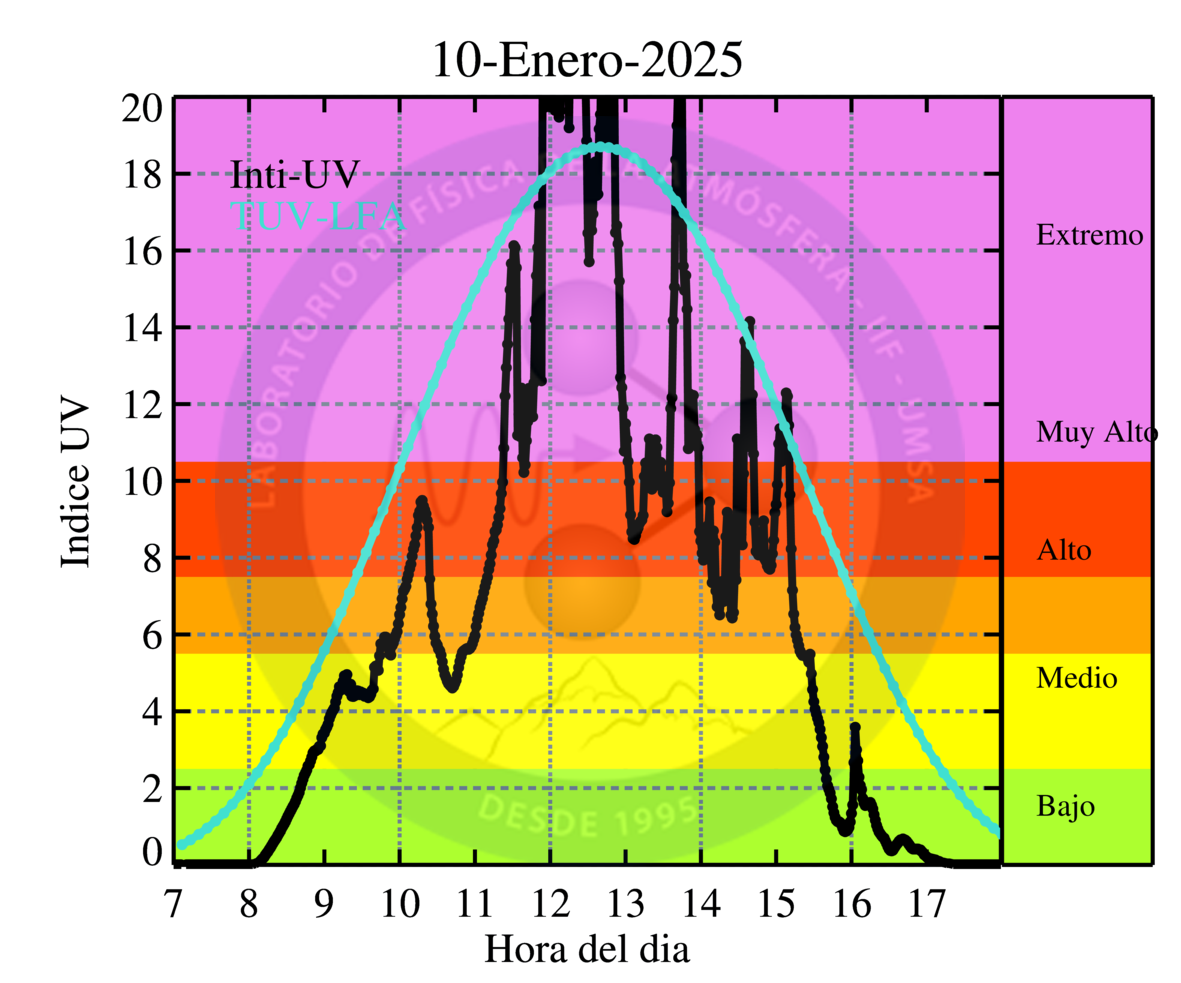 10-Enero-2025
Inti-UV
TUV-LFA
LABORATORIO DE FÍSICA DE LA ATMÓSFERA - IIF - UMSA
DESDE 1995
Indice UV
20
18
16
14
12
10
8
6
4
2
0
Extremo
Muy Alto
Alto
Medio
Bajo
7 8 9 10 11 12 13 14 15 16 17
Hora del dia